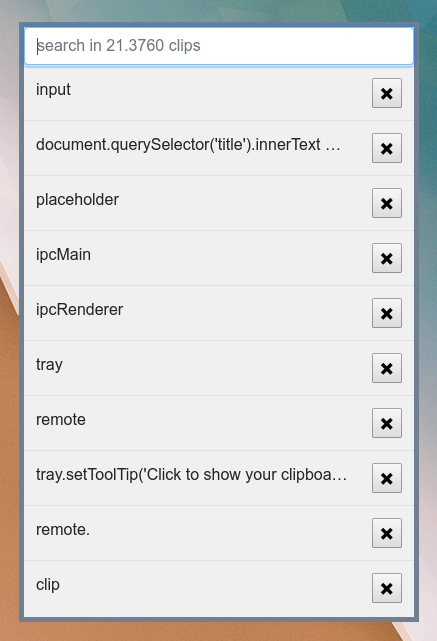 search in 21.3760 clips
input
document.querySelector('title').innerText …
placeholder
ipcMain
ipcRenderer
tray
remote
tray.setToolTip('Click to show your clipboa…
remote.
clip